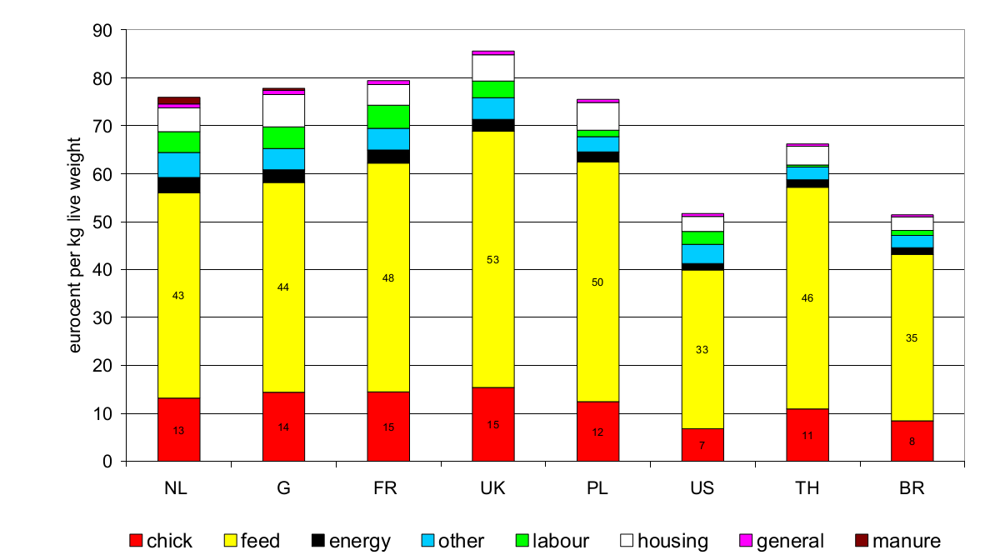 90
80
70
60
50
40
30
20
10
0
eurocent per kg live weight
43 44 48 53 50 33 46 35
13 14 15 15 12 7 11 8
NL G FR UK PL US TH BR
chick feed energy other labour housing general manure